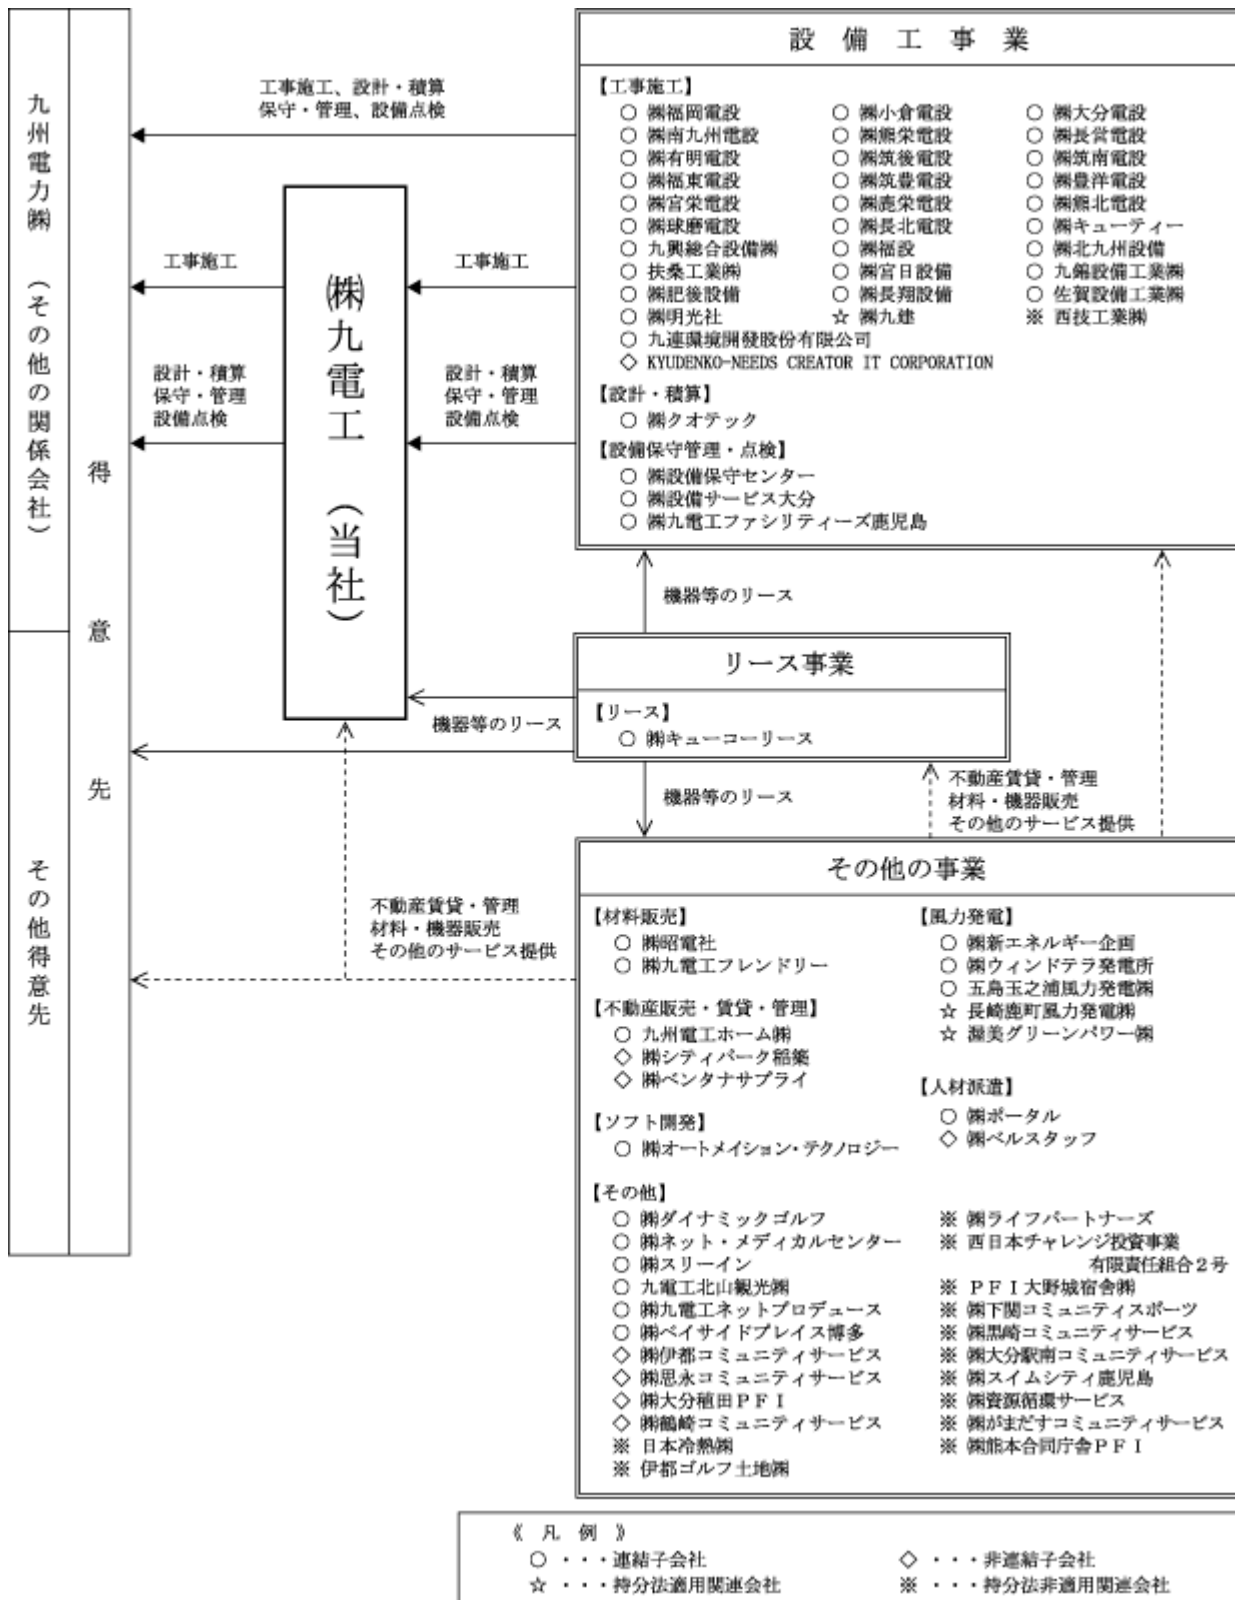 九州電力㈱　（その他の関係会社）
その他得意先
得意先
工事施工、設計・積算
保守・管理、設備点検
工事施工
設計・積算
保守・管理
設備点検
㈱九電工　（当社）
工事施工
設計・積算
保守・管理
設備点検
設備工事業
【工事施工】
○ ㈱福岡電設　○ ㈱小倉電設　○ ㈱大分電設
○ ㈱南九州電設　○ ㈱熊栄電設　○ ㈱長営電設
○ ㈱有明電設　○ ㈱筑後電設　○ ㈱筑南電設
○ ㈱福東電設　○ ㈱筑豊電設　○ ㈱豊洋電設
○ ㈱宮栄電設　○ ㈱鹿栄電設　○ ㈱熊北電設
○ ㈱球磨電設　○ ㈱長北電設　○ ㈱キューティー
○ 九興総合設備㈱　○ ㈱福設　○ ㈱北九州設備
○ 扶桑工業㈱　○ ㈱宮日設備　○ 九錦設備工業㈱
○ ㈱肥後設備　○ ㈱長翔設備　○ 佐賀設備工業㈱
○ ㈱明光社　☆ ㈱九建　※ 西技工業㈱
○ 九連環境開發股份有限公司
◇ KYUDENKO-NEEDS CREATOR IT CORPORATION
【設計・積算】
○ ㈱クオテック
【設備保守管理・点検】
○ ㈱設備保守センター
○ ㈱設備サービス大分
○ ㈱九電工ファシリティーズ鹿児島
機器等のリース
リース事業
【リース】
○ ㈱キューコーリース
機器等のリース
機器等のリース
不動産賃貸・管理
材料・機器販売
その他のサービス提供
不動産賃貸・管理
材料・機器販売
その他のサービス提供
その他の事業
【材料販売】
○ ㈱昭電社
○ ㈱九電工フレンドリー
【不動産販売・賃貸・管理】
○ 九州電工ホーム㈱
◇ ㈱シティパーク稲築
◇ ㈱ベンタナサプライ
【ソフト開発】
○ ㈱オートメイション・テクノロジー
【風力発電】
○ ㈱新エネルギー企画
○ ㈱ウィンドテラ発電所
○ 五島玉之浦風力発電㈱
☆ 長崎鹿町風力発電㈱
☆ 渥美グリーンパワー㈱
【人材派遣】
○ ㈱ポータル
◇ ㈱ベルスタッフ
【その他】
○ ㈱ダイナミックゴルフ
○ ㈱ネット・メディカルセンター
○ ㈱スリーイン
○ 九電工北山観光㈱
○ ㈱九電工ネットプロデュース
○ ㈱ベイサイドプレイス博多
◇ ㈱伊都コミュニティサービス
◇ ㈱思永コミュニティサービス
◇ ㈱大分稙田ＰＦＩ
◇ ㈱鶴崎コミュニティサービス
※ 日本冷熱㈱
※ 伊都ゴルフ土地㈱
※ ㈱ライフパートナーズ
※ 西日本チャレンジ投資事業
有限責任組合２号
※ ＰＦＩ大野城宿舎㈱
※ ㈱下関コミュニティスポーツ
※ ㈱黒崎コミュニティサービス
※ ㈱大分駅南コミュニティサービス
※ ㈱スイムシティ鹿児島
※ ㈱資源循環サービス
※ ㈱がまだすコミュニティサービス
※ ㈱熊本合同庁舎ＰＦＩ
《 凡 例 》
○ ・・・連結子会社　◇ ・・・非連結子会社
☆ ・・・持分法適用関連会社　※ ・・・持分法非適用関連会社